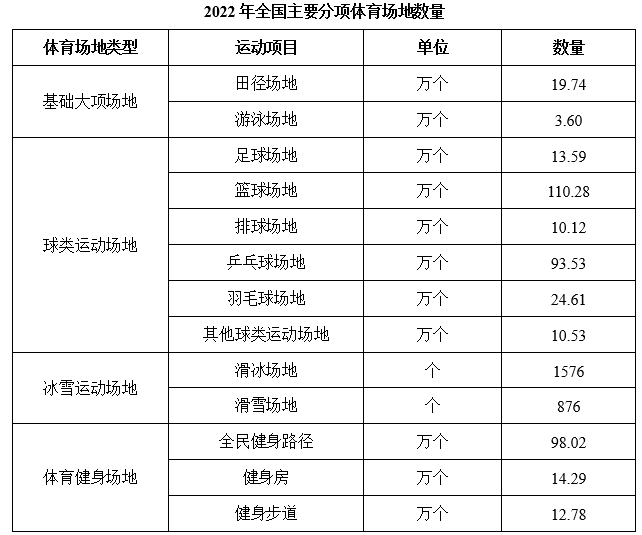 2022 年全国主要分项体育场地数量
体育场地类型 运动项目 单位 数量
基础大项场地 田径场地 万个 19.74
游泳场地 万个 3.60
球类运动场地 足球场地 万个 13.59
篮球场地 万个 110.28
排球场地 万个 10.12
乒乓球场地 万个 93.53
羽毛球场地 万个 24.61
其他球类运动场地 万个 10.53
冰雪运动场地 滑冰场地 个 1576
滑雪场地 个 876
体育健身场地 全民健身路径 万个 98.02
健身房 万个 14.29
健身步道 万个 12.78